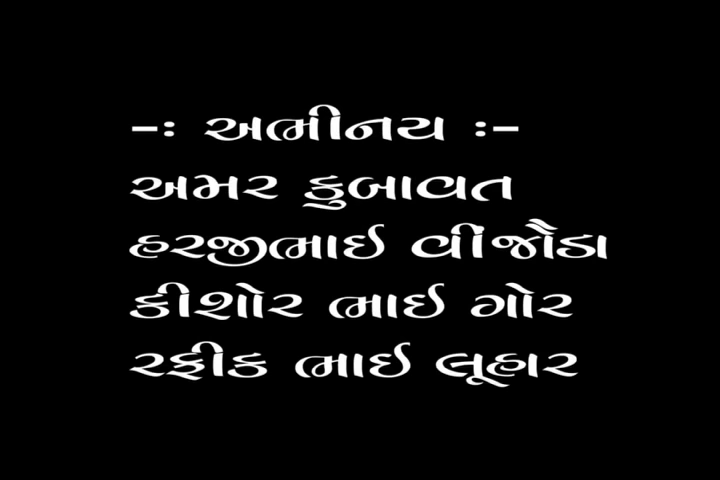 -: અભીનય :-
અમર કુબાવત
હરજીભાઈ વીંજૉડા
કીશોર ભાઈ ગોર
રફીક ભાઈ લૂહાર